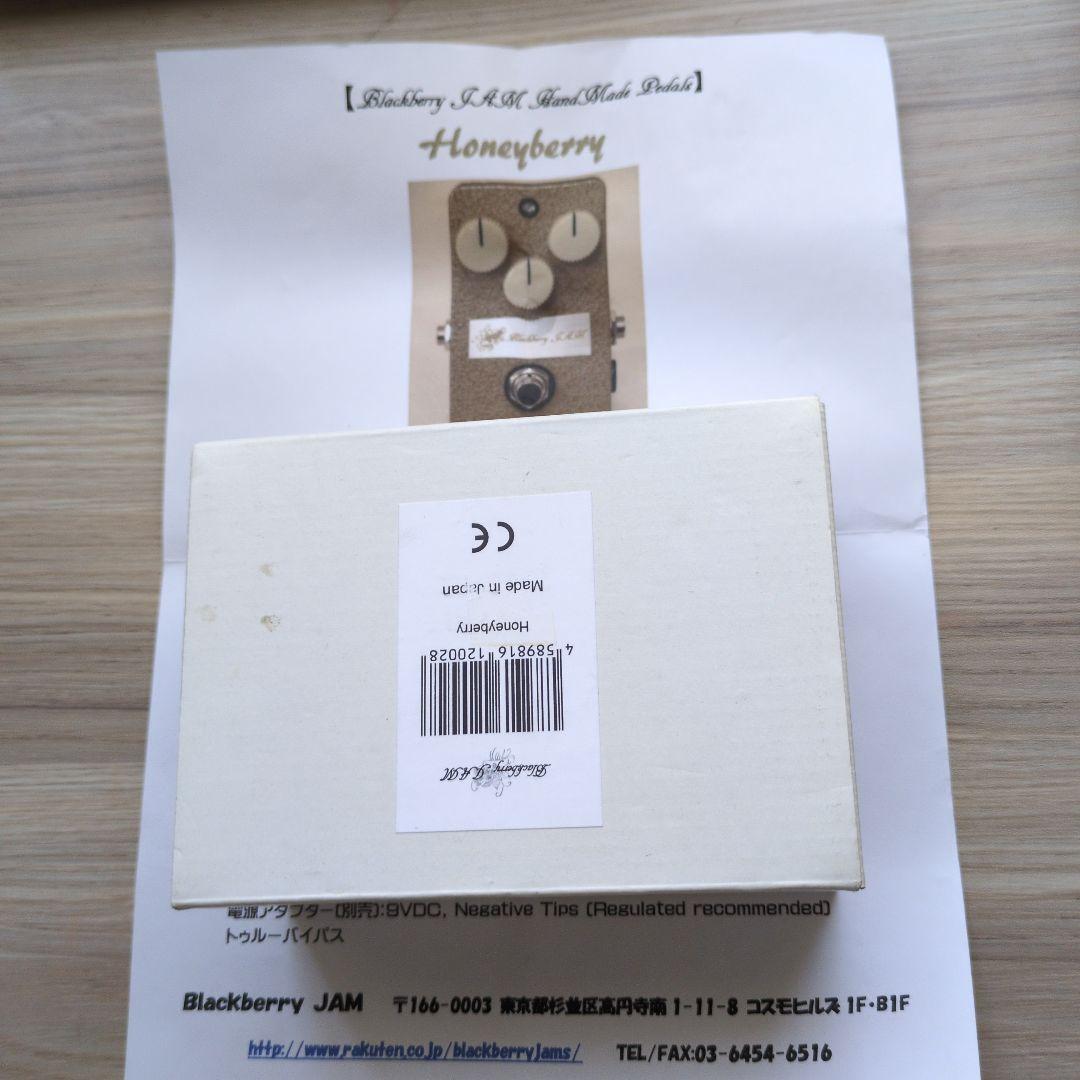 【Blackberry JAM HandMade Pedals】
Honeyberry
Blackberry JAM
CE
Made in Japan
Honeyberry
4 589816 120028
Blackberry JAM
電源アダプター(別売):9VDC, Negative Tips (Regulated recommended)
トゥルーバイパス
Blackberry JAM 〒166-0003 東京都杉並区高円寺南 1-11-8 コスモヒルズ 1F・B1F
http://www.rakuten.co.jp/blackberryjams/ TEL/FAX:03-6454-6516